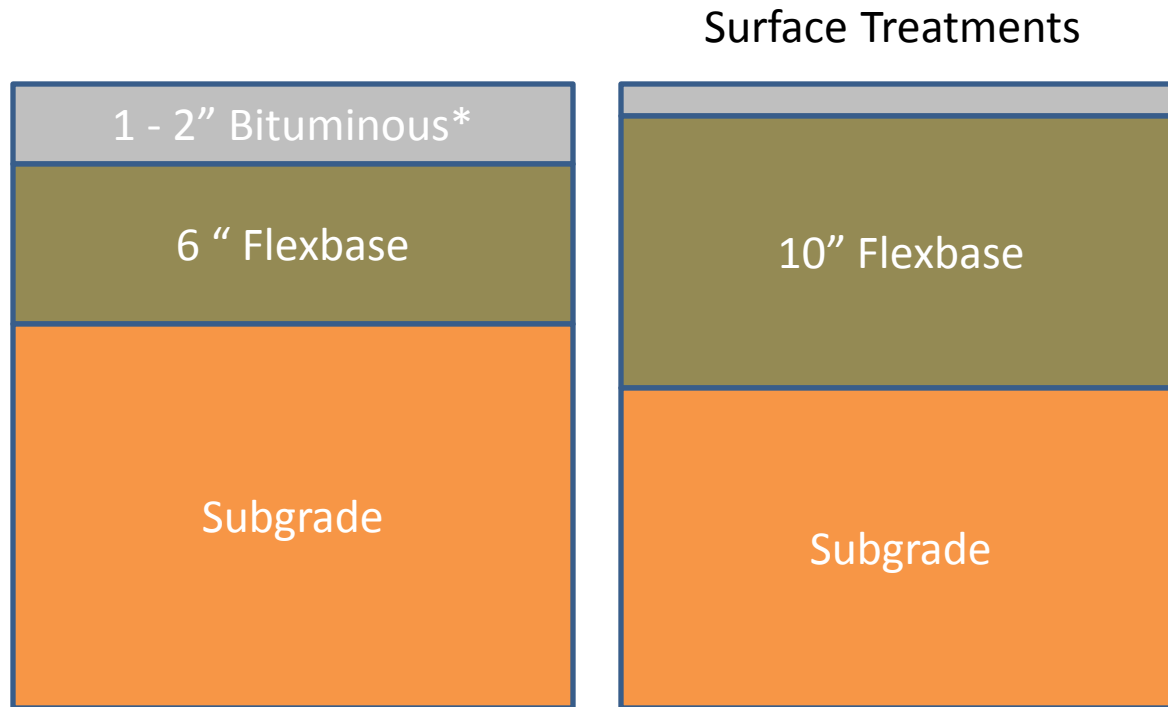 Surface Treatments
1 - 2” Bituminous*
6 “ Flexbase
Subgrade
10” Flexbase
Subgrade